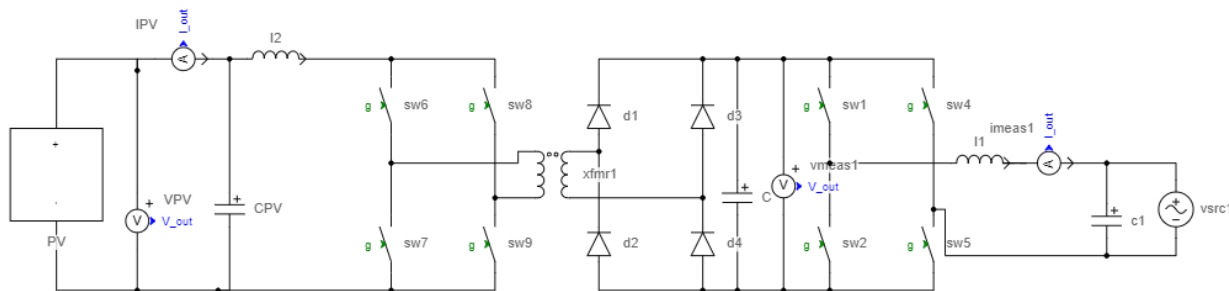 IPV
I_out
A
l2
sw6
sw8
d1
d3
sw1
sw4
imeas1
I_out
g
g
g
g
l1
A
PV
VPV
V
V_out
CPV
xfmr1
C
vmeas1
V
V_out
c1
vsrc1
sw7
sw9
d2
d4
sw2
sw5
g
g
g
g